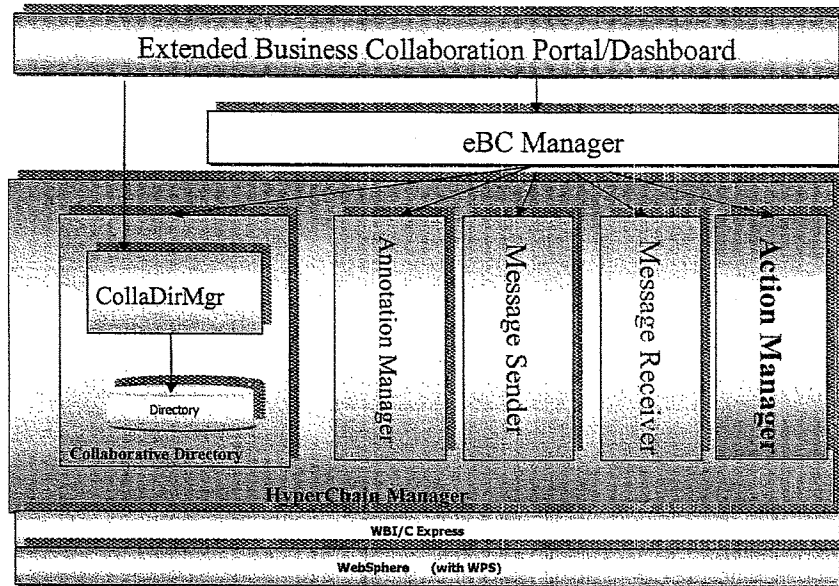 Extended Business Collaboration Portal/Dashboard
eBC Manager
CollaDirMgr
Directory
Collaborative Directory
Annotation Manager
Message Sender
Message Receiver
Action Manager
HyperChain Manager
WBI/C Express
WebSphere (with WPS)